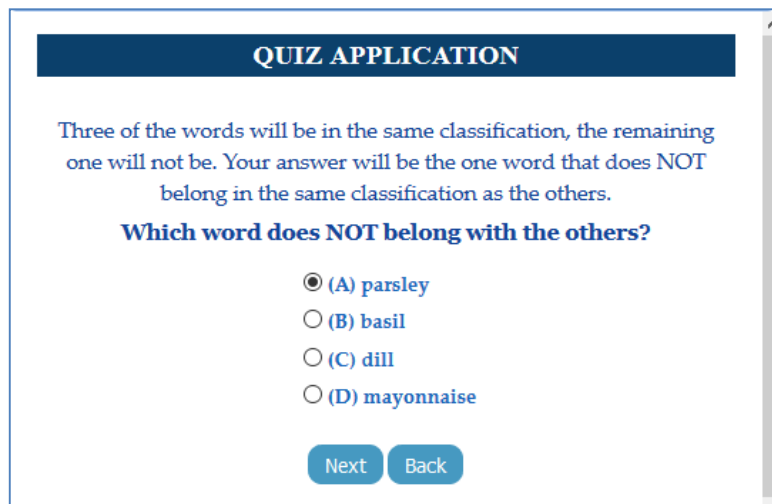 QUIZ APPLICATION
Three of the words will be in the same classification, the remaining
one will not be. Your answer will be the one word that does NOT
belong in the same classification as the others.
Which word does NOT belong with the others?
(A) parsley
(B) basil
(C) dill
(D) mayonnaise
Next Back